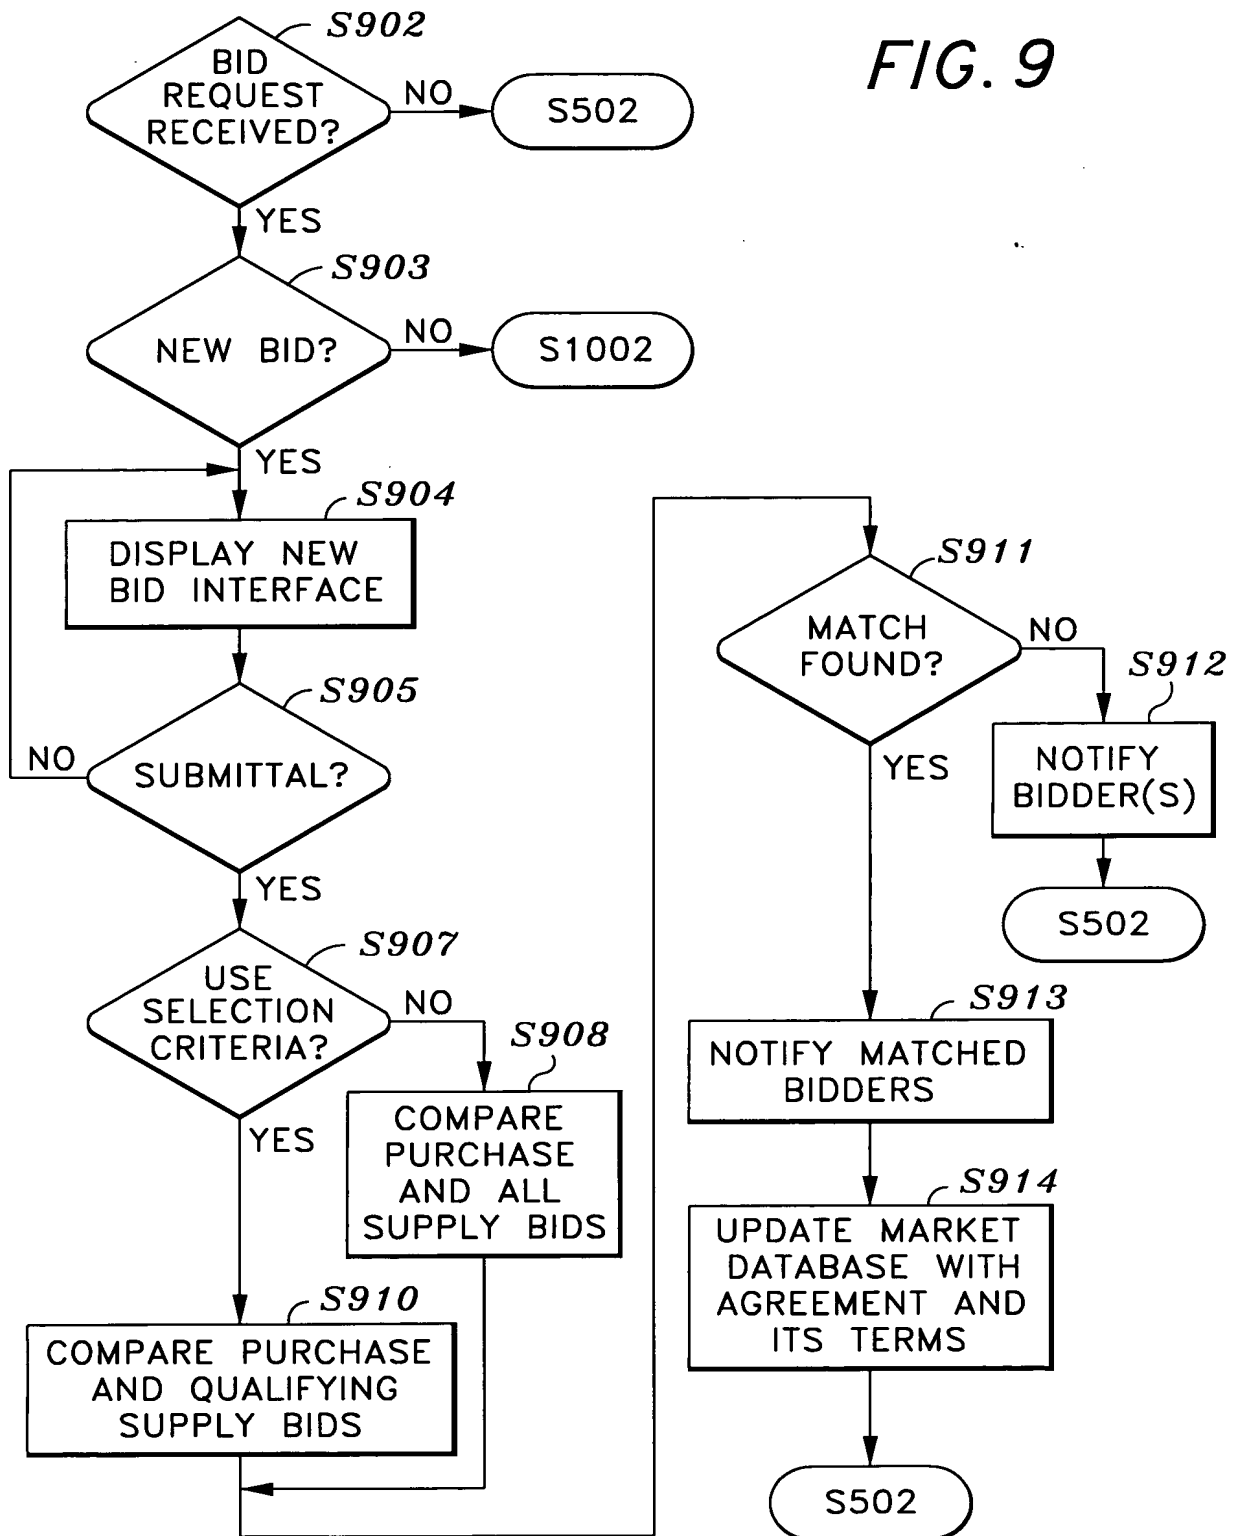 FIG. 9
S902
BID
REQUEST
RECEIVED?
NO
S502
YES
S903
NEW BID?
NO
S1002
YES
S904
DISPLAY NEW
BID INTERFACE
S905
SUBMITTAL?
NO
YES
S907
USE
SELECTION
CRITERIA?
NO
YES
S908
COMPARE
PURCHASE
AND ALL
SUPPLY BIDS
S910
COMPARE PURCHASE
AND QUALIFYING
SUPPLY BIDS
S911
MATCH
FOUND?
NO
YES
S912
NOTIFY
BIDDER(S)
S502
S913
NOTIFY MATCHED
BIDDERS
S914
UPDATE MARKET
DATABASE WITH
AGREEMENT AND
ITS TERMS
S502